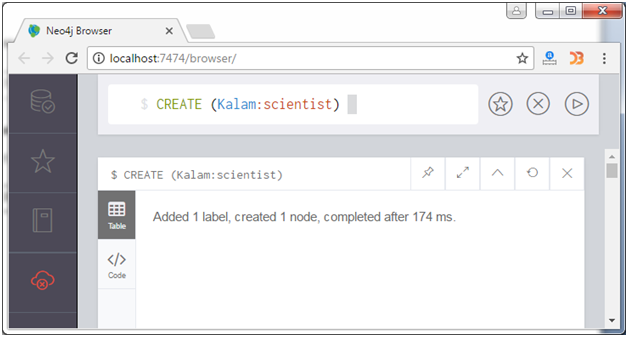 Neo4j Browser
localhost:7474/browser/
$ CREATE (Kalam:scientist)
$ CREATE (Kalam:scientist)
Table
Added 1 label, created 1 node, completed after 174 ms.
</>
Code